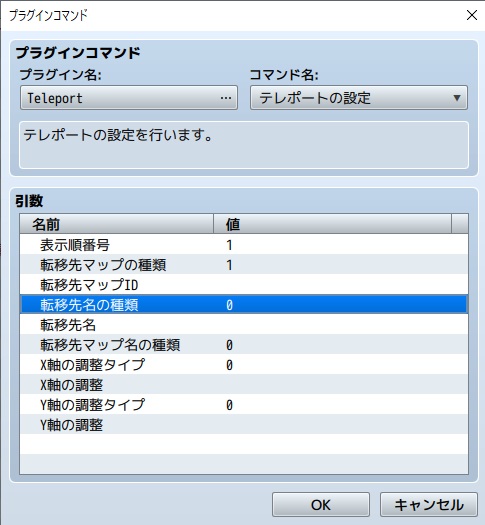 プラグインコマンド
プラグインコマンド
プラグイン名: コマンド名:
Teleport … テレポートの設定 ▼
テレポートの設定を行います。
引数
名前 値
表示順番号 1
転移先マップの種類 1
転移先マップID
転移先名の種類 0
転移先名
転移先マップ名の種類 0
X軸の調整タイプ 0
X軸の調整
Y軸の調整タイプ 0
Y軸の調整
OK キャンセル